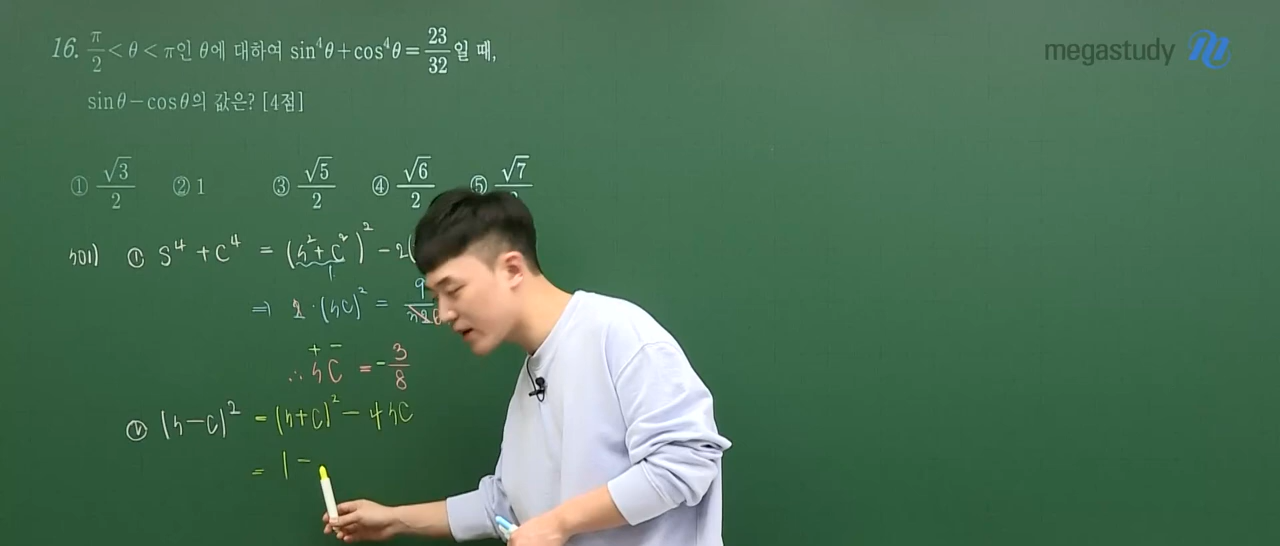 megastudy
16. π/2 < θ < π인 θ에 대하여 sin⁴θ + cos⁴θ = 23/32 일 때,
sinθ − cosθ의 값은? [4점]
① √3/2 ② 1 ③ √5/2 ④ √6/2 ⑤ √7
① S⁴ + C⁴ = (s² + c²)² − 2(
1
⇒ 2 · (sc)² = 9
+ −
∴ sC = − 3/8
② (s−c)² = (s+c)² − 4sc
= 1 −